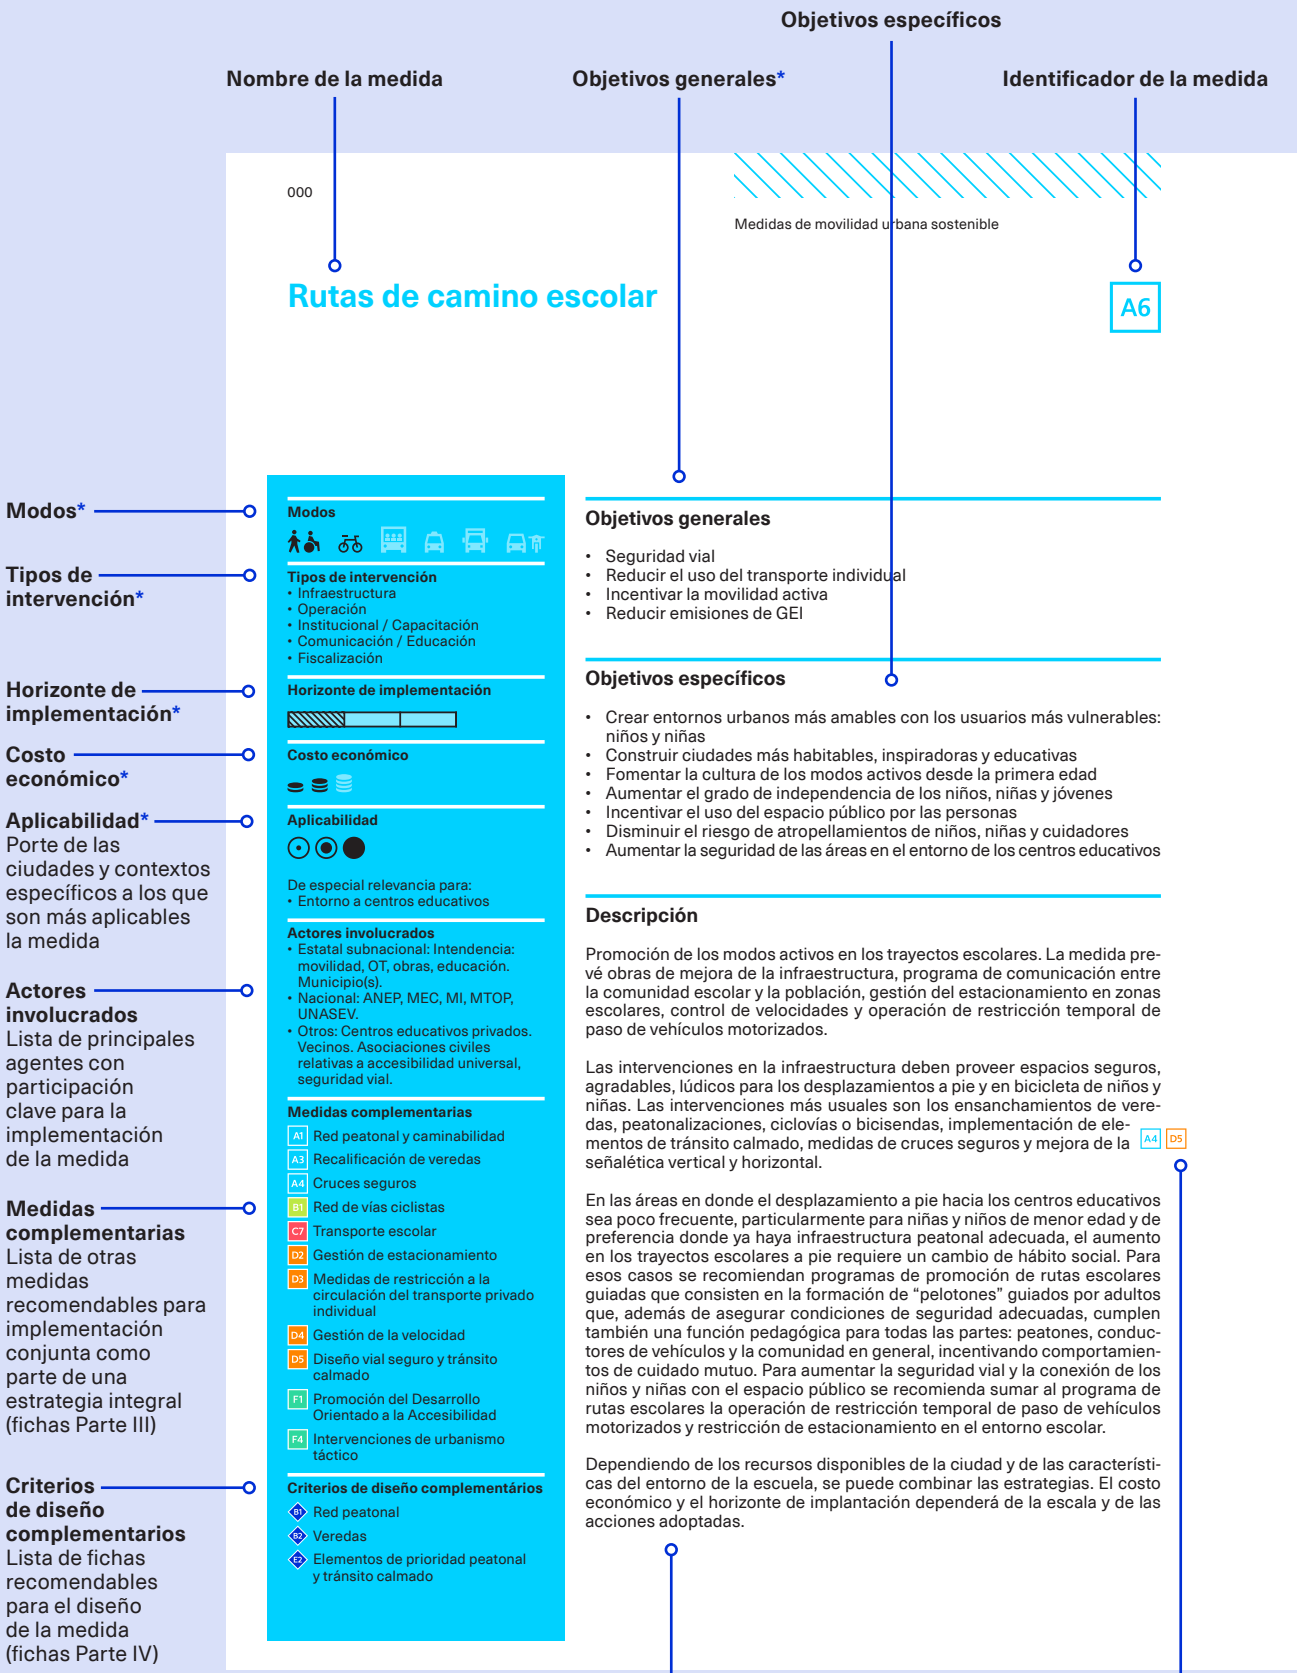 Objetivos específicos
Nombre de la medida
Objetivos generales*
Identificador de la medida
000
Medidas de movilidad urbana sostenible
Rutas de camino escolar
A6
Modos*
Tipos de
intervención*
Horizonte de
implementación*
Costo
económico*
Aplicabilidad*
Porte de las
ciudades y contextos
específicos a los que
son más aplicables
la medida
Actores
involucrados
Lista de principales
agentes con
participación
clave para la
implementación
de la medida
Medidas
complementarias
Lista de otras
medidas
recomendables para
implementación
conjunta como
parte de una
estrategia integral
(fichas Parte III)
Criterios
de diseño
complementarios
Lista de fichas
recomendables
para el diseño
de la medida
(fichas Parte IV)
Modos
Tipos de intervención
• Infraestructura
• Operación
• Institucional / Capacitación
• Comunicación / Educación
• Fiscalización
Horizonte de implementación
Costo económico
Aplicabilidad
De especial relevancia para:
• Entorno a centros educativos
Actores involucrados
• Estatal subnacional: Intendencia:
movilidad, OT, obras, educación.
Municipio(s).
• Nacional: ANEP, MEC, MI, MTOP,
UNASEV.
• Otros: Centros educativos privados.
Vecinos. Asociaciones civiles
relativas a accesibilidad universal,
seguridad vial.
Medidas complementarias
A1 Red peatonal y caminabilidad
A3 Recalificación de veredas
A4 Cruces seguros
B1 Red de vías ciclistas
C7 Transporte escolar
D2 Gestión de estacionamiento
D3 Medidas de restricción a la
circulación del transporte privado
individual
D4 Gestión de la velocidad
D5 Diseño vial seguro y tránsito
calmado
F1 Promoción del Desarrollo
Orientado a la Accesibilidad
F4 Intervenciones de urbanismo
táctico
Criterios de diseño complementários
B1 Red peatonal
B2 Veredas
E2 Elementos de prioridad peatonal
y tránsito calmado
Objetivos generales
• Seguridad vial
• Reducir el uso del transporte individual
• Incentivar la movilidad activa
• Reducir emisiones de GEI
Objetivos específicos
• Crear entornos urbanos más amables con los usuarios más vulnerables:
niños y niñas
• Construir ciudades más habitables, inspiradoras y educativas
• Fomentar la cultura de los modos activos desde la primera edad
• Aumentar el grado de independencia de los niños, niñas y jóvenes
• Incentivar el uso del espacio público por las personas
• Disminuir el riesgo de atropellamientos de niños, niñas y cuidadores
• Aumentar la seguridad de las áreas en el entorno de los centros educativos
Descripción
Promoción de los modos activos en los trayectos escolares. La medida pre-
vé obras de mejora de la infraestructura, programa de comunicación entre
la comunidad escolar y la población, gestión del estacionamiento en zonas
escolares, control de velocidades y operación de restricción temporal de
paso de vehículos motorizados.
Las intervenciones en la infraestructura deben proveer espacios seguros,
agradables, lúdicos para los desplazamientos a pie y en bicicleta de niños y
niñas. Las intervenciones más usuales son los ensanchamientos de vere-
das, peatonalizaciones, ciclovías o bicisendas, implementación de ele-
mentos de tránsito calmado, medidas de cruces seguros y mejora de la A4 D5
señalética vertical y horizontal.
En las áreas en donde el desplazamiento a pie hacia los centros educativos
sea poco frecuente, particularmente para niñas y niños de menor edad y de
preferencia donde ya haya infraestructura peatonal adecuada, el aumento
en los trayectos escolares a pie requiere un cambio de hábito social. Para
esos casos se recomiendan programas de promoción de rutas escolares
guiadas que consisten en la formación de “pelotones” guiados por adultos
que, además de asegurar condiciones de seguridad adecuadas, cumplen
también una función pedagógica para todas las partes: peatones, conduc-
tores de vehículos y la comunidad en general, incentivando comportamien-
tos de cuidado mutuo. Para aumentar la seguridad vial y la conexión de los
niños y niñas con el espacio público se recomienda sumar al programa de
rutas escolares la operación de restricción temporal de paso de vehículos
motorizados y restricción de estacionamiento en el entorno escolar.
Dependiendo de los recursos disponibles de la ciudad y de las característi-
cas del entorno de la escuela, se puede combinar las estrategias. El costo
económico y el horizonte de implantación dependerá de la escala y de las
acciones adoptadas.